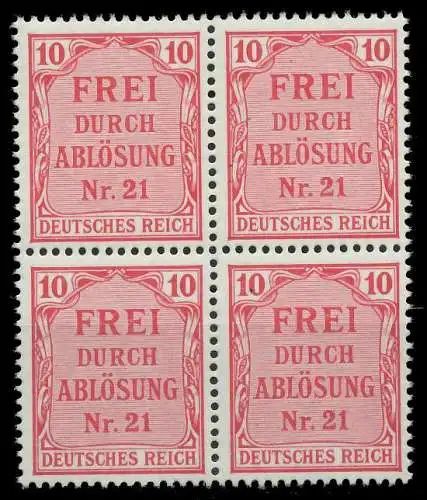 10 10
FREI
DURCH
ABLÖSUNG
Nr. 21
DEUTSCHES REICH
10 10
FREI
DURCH
ABLÖSUNG
Nr. 21
DEUTSCHES REICH
10 10
FREI
DURCH
ABLÖSUNG
Nr. 21
DEUTSCHES REICH
10 10
FREI
DURCH
ABLÖSUNG
Nr. 21
DEUTSCHES REICH